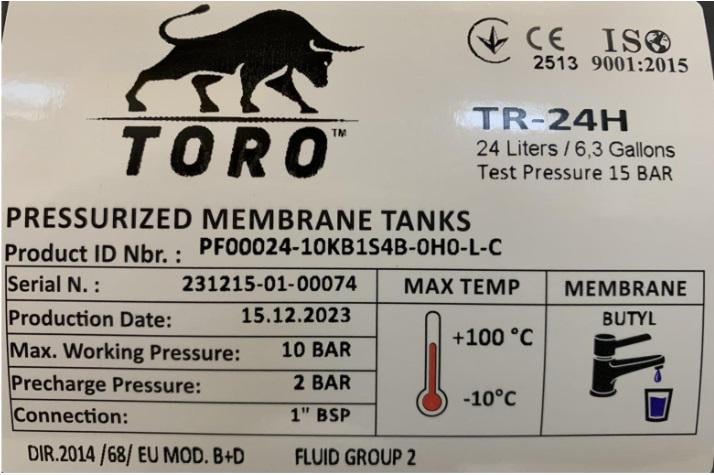 TORO™
CE
2513
ISO
9001:2015
TR-24H
24 Liters / 6,3 Gallons
Test Pressure 15 BAR
PRESSURIZED MEMBRANE TANKS
Product ID Nbr. : PF00024-10KB1S4B-0H0-L-C
Serial N. : 231215-01-00074
Production Date: 15.12.2023
Max. Working Pressure: 10 BAR
Precharge Pressure: 2 BAR
Connection: 1" BSP
MAX TEMP
+100 °C
-10°C
MEMBRANE
BUTYL
DIR.2014 /68/ EU MOD. B+D FLUID GROUP 2